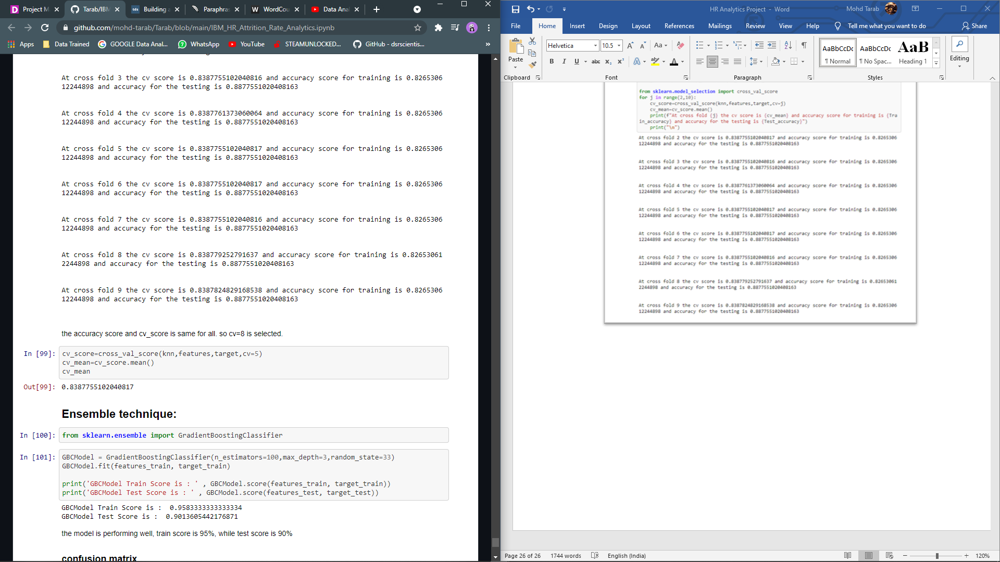 Project M
Tarab/IBM
tds Building a
Paraphras
W WordCou
Data Anal
github.com/mohd-tarab/Tarab/blob/main/IBM_HR_Attrition_Rate_Analytics.ipynb
Apps Data Trained GOOGLE Data Anal... WhatsApp YouTube STEAMUNLOCKED... GitHub - dsrscientis... »
At cross fold 3 the cv score is 0.8387755102040816 and accuracy score for training is 0.8265306
12244898 and accuracy for the testing is 0.8877551020408163
At cross fold 4 the cv score is 0.8387761373060064 and accuracy score for training is 0.8265306
12244898 and accuracy for the testing is 0.8877551020408163
At cross fold 5 the cv score is 0.8387755102040817 and accuracy score for training is 0.8265306
12244898 and accuracy for the testing is 0.8877551020408163
At cross fold 6 the cv score is 0.8387755102040817 and accuracy score for training is 0.8265306
12244898 and accuracy for the testing is 0.8877551020408163
At cross fold 7 the cv score is 0.8387755102040816 and accuracy score for training is 0.8265306
12244898 and accuracy for the testing is 0.8877551020408163
At cross fold 8 the cv score is 0.838779252791637 and accuracy score for training is 0.82653061
2244898 and accuracy for the testing is 0.8877551020408163
At cross fold 9 the cv score is 0.8387824829168538 and accuracy score for training is 0.8265306
12244898 and accuracy for the testing is 0.8877551020408163
the accuracy score and cv_score is same for all. so cv=8 is selected.
In [99]: cv_score=cross_val_score(knn,features,target,cv=5)
cv_mean=cv_score.mean()
cv_mean
Out[99]: 0.8387755102040817
Ensemble technique:
In [100]: from sklearn.ensemble import GradientBoostingClassifier
In [101]: GBCModel = GradientBoostingClassifier(n_estimators=100,max_depth=3,random_state=33)
GBCModel.fit(features_train, target_train)
print('GBCModel Train Score is : ' , GBCModel.score(features_train, target_train))
print('GBCModel Test Score is : ' , GBCModel.score(features_test, target_test))
GBCModel Train Score is :  0.9583333333333334
GBCModel Test Score is :  0.9013605442176871
the model is performing well, train score is 95%, while test score is 90%
confusion matrix
HR Analytics Project - Word
Mohd Tarab
File Home Insert Design Layout References Mailings Review View Help Tell me what you want to do Share
Paste
Clipboard
Helvetica 10.5
Aa
B I U abc x₂ x²
Font
Paragraph
AaBbCcDc AaBbCcDc AaB
¶ Normal ¶ No Spac... Heading 1
Styles
Editing
from sklearn.model_selection import cross_val_score
for j in range(2,10):
cv_score=cross_val_score(knn,features,target,cv=j)
cv_mean=cv_score.mean()
print(f"At cross fold {j} the cv score is {cv_mean} and accuracy score for training is {Tra
in_accuracy} and accuracy for the testing is {Test_accuracy}")
print("\n")
At cross fold 2 the cv score is 0.8387755102040817 and accuracy score for training is 0.8265306
12244898 and accuracy for the testing is 0.8877551020408163
At cross fold 3 the cv score is 0.8387755102040816 and accuracy score for training is 0.8265306
12244898 and accuracy for the testing is 0.8877551020408163
At cross fold 4 the cv score is 0.8387761373060064 and accuracy score for training is 0.8265306
12244898 and accuracy for the testing is 0.8877551020408163
At cross fold 5 the cv score is 0.8387755102040817 and accuracy score for training is 0.8265306
12244898 and accuracy for the testing is 0.8877551020408163
At cross fold 6 the cv score is 0.8387755102040817 and accuracy score for training is 0.8265306
12244898 and accuracy for the testing is 0.8877551020408163
At cross fold 7 the cv score is 0.8387755102040816 and accuracy score for training is 0.8265306
12244898 and accuracy for the testing is 0.8877551020408163
At cross fold 8 the cv score is 0.838779252791637 and accuracy score for training is 0.82653061
2244898 and accuracy for the testing is 0.8877551020408163
At cross fold 9 the cv score is 0.8387824829168538 and accuracy score for training is 0.8265306
12244898 and accuracy for the testing is 0.8877551020408163
Page 26 of 26 1744 words English (India) 120%